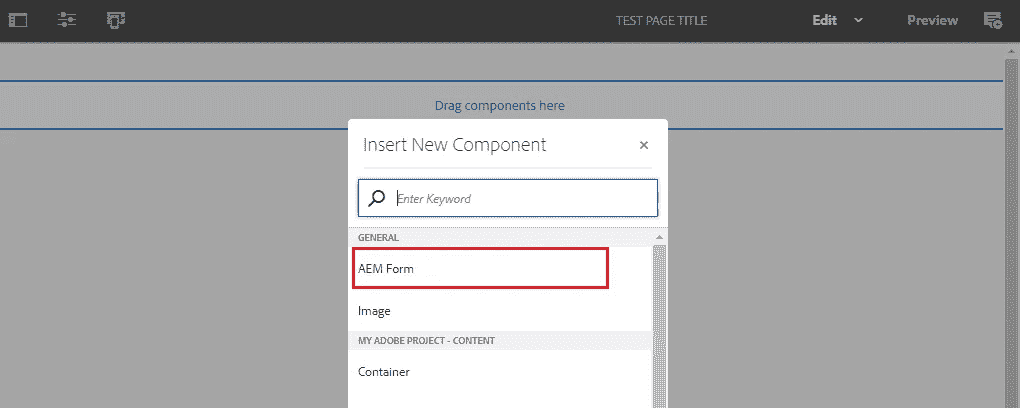 TEST PAGE TITLE Edit Preview
Drag components here
Insert New Component
Enter Keyword
GENERAL
AEM Form
Image
MY ADOBE PROJECT - CONTENT
Container